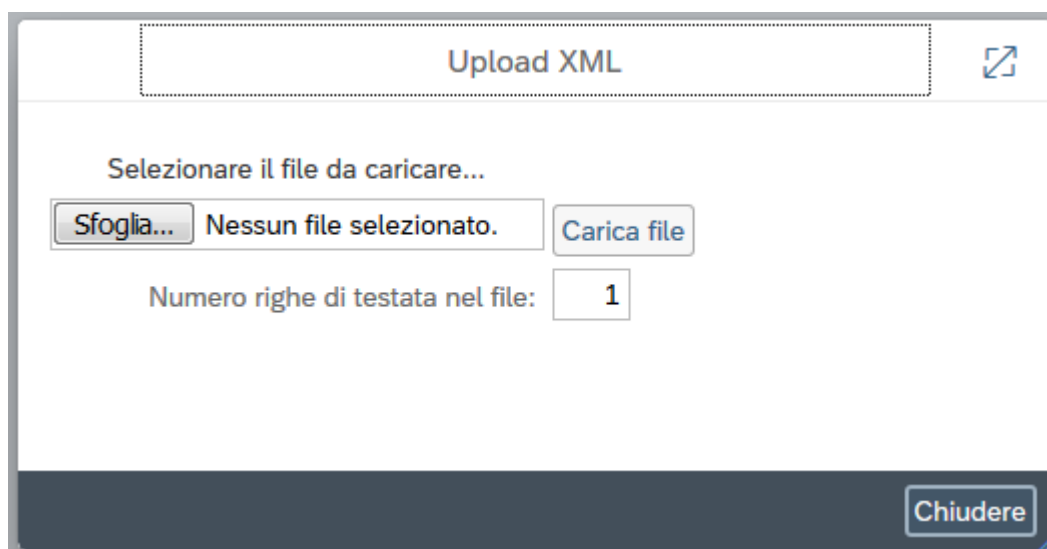 Upload XML
Selezionare il file da caricare...
Sfoglia... Nessun file selezionato. Carica file
Numero righe di testata nel file: 1
Chiudere